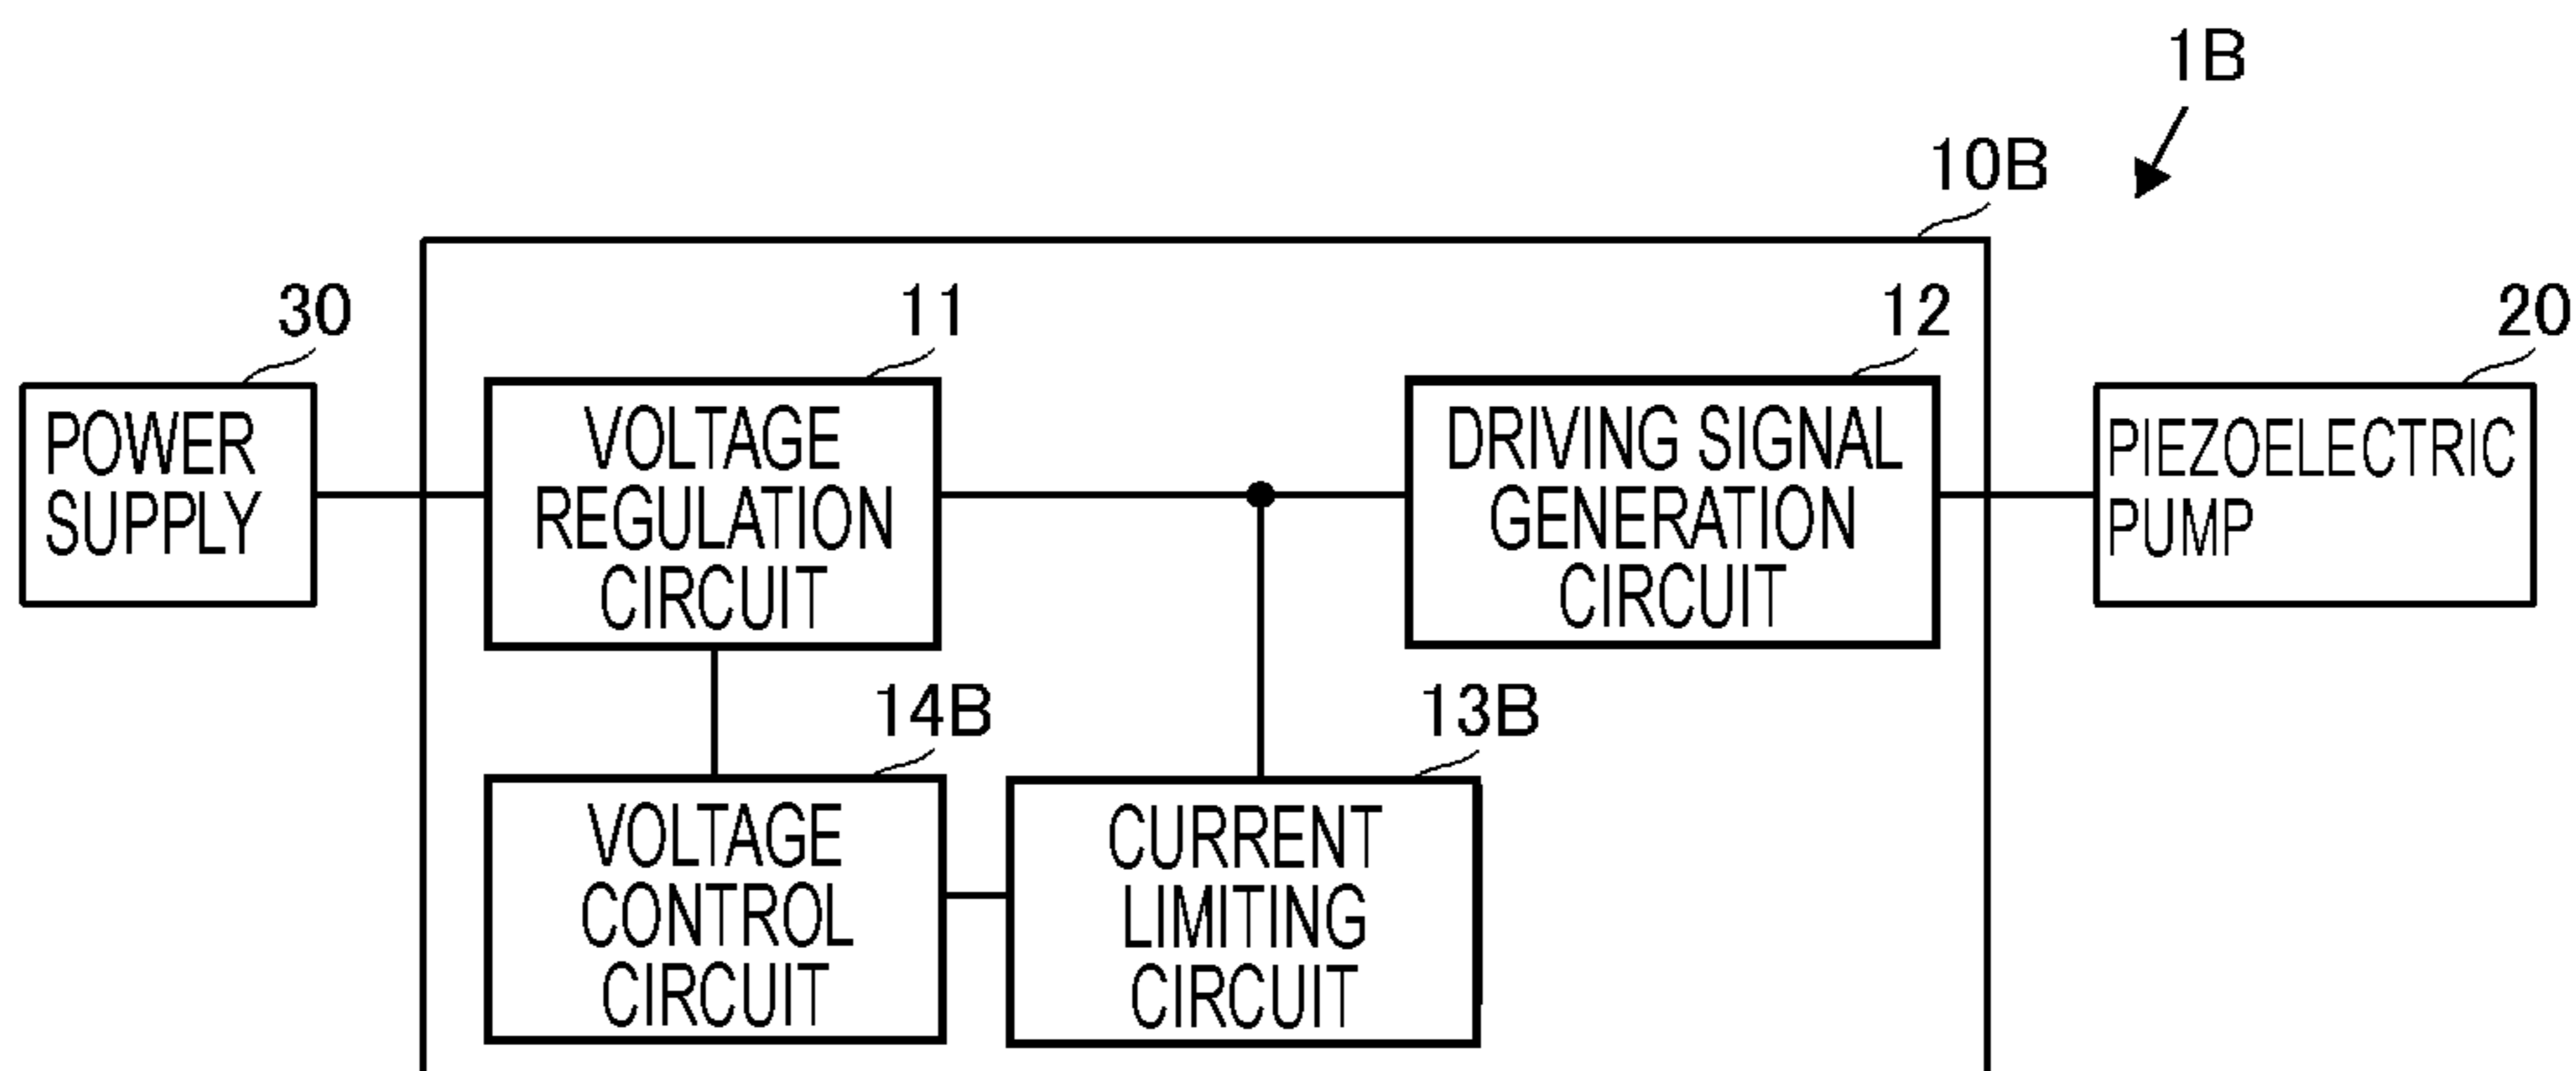 1B
10B
30
11
12
20
POWER
SUPPLY
VOLTAGE
REGULATION
CIRCUIT
DRIVING SIGNAL
GENERATION
CIRCUIT
PIEZOELECTRIC
PUMP
14B
13B
VOLTAGE
CONTROL
CIRCUIT
CURRENT
LIMITING
CIRCUIT